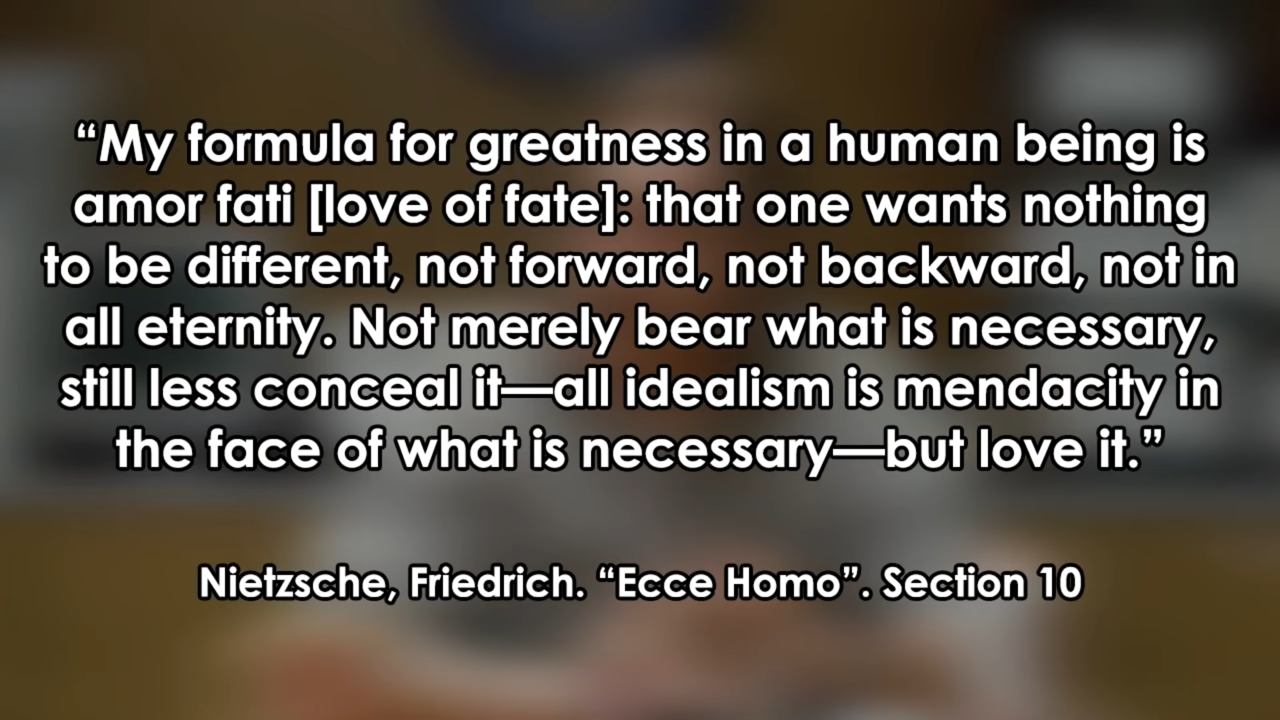 “My formula for greatness in a human being is
amor fati [love of fate]: that one wants nothing
to be different, not forward, not backward, not in
all eternity. Not merely bear what is necessary,
still less conceal it—all idealism is mendacity in
the face of what is necessary—but love it.”
Nietzsche, Friedrich. “Ecce Homo”. Section 10